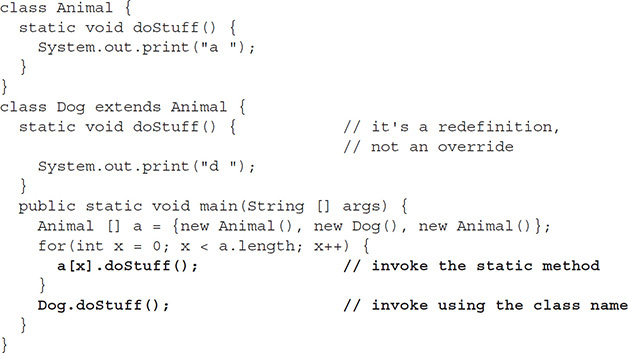 class Animal {
  static void doStuff() {
    System.out.print("a ");
  }
}
class Dog extends Animal {
  static void doStuff() {           // it's a redefinition,
                                    // not an override
    System.out.print("d ");
  }
  public static void main(String [] args) {
    Animal [] a = {new Animal(), new Dog(), new Animal()};
    for(int x = 0; x < a.length; x++) {
      a[x].doStuff();               // invoke the static method
    }
    Dog.doStuff();                  // invoke using the class name
  }
}